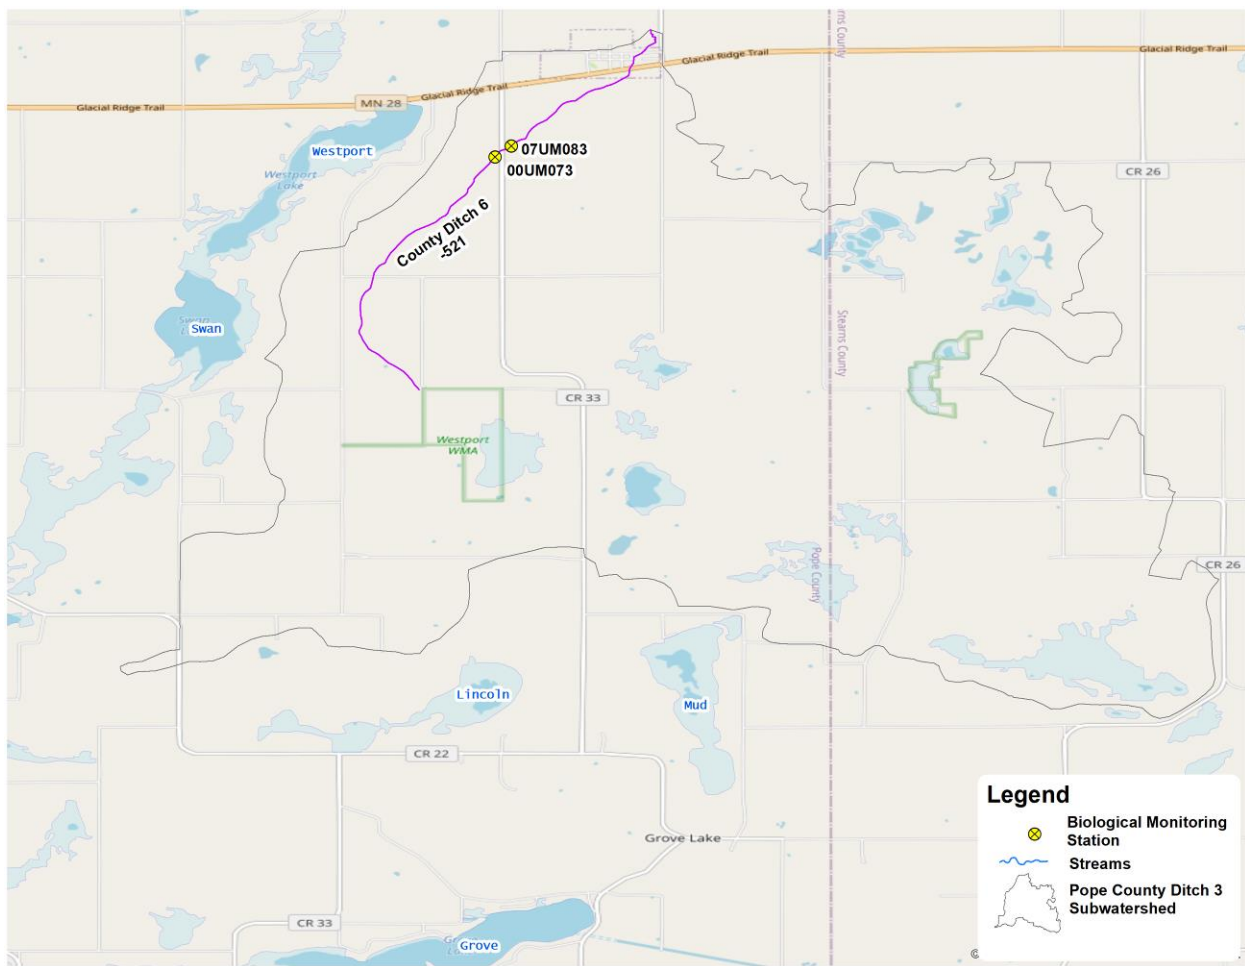 Stearns County
Glacial Ridge Trail
Glacial Ridge Trail
Glacial Ridge Trail
Glacial Ridge Trail
MN 28
Westport
Westport
Lake
07UM083
00UM073
CR 26
County Ditch 6
-521
Swan
Swan
Stearns County
CR 33
Westport
WMA
Pope County
CR 26
Lincoln
Mud
CR 22
Grove Lake
CR 33
Grove
Legend
Biological Monitoring
Station
Streams
Pope County Ditch 3
Subwatershed
©